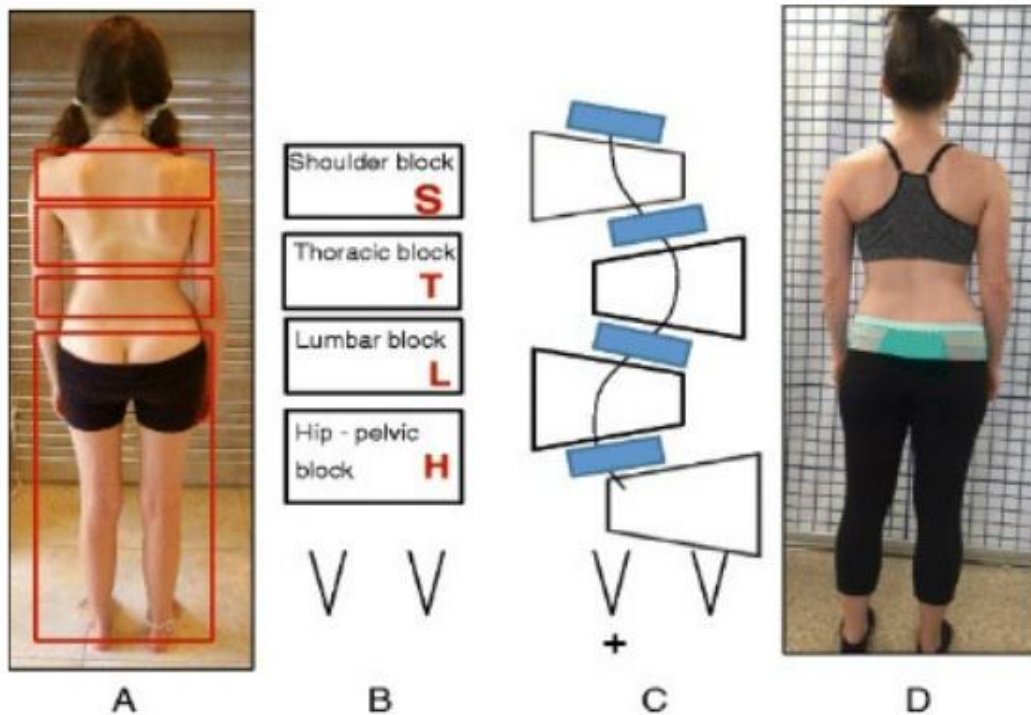 Shoulder block
S
Thoracic block
T
Lumbar block
L
Hip - pelvic
block H
+
A B C D